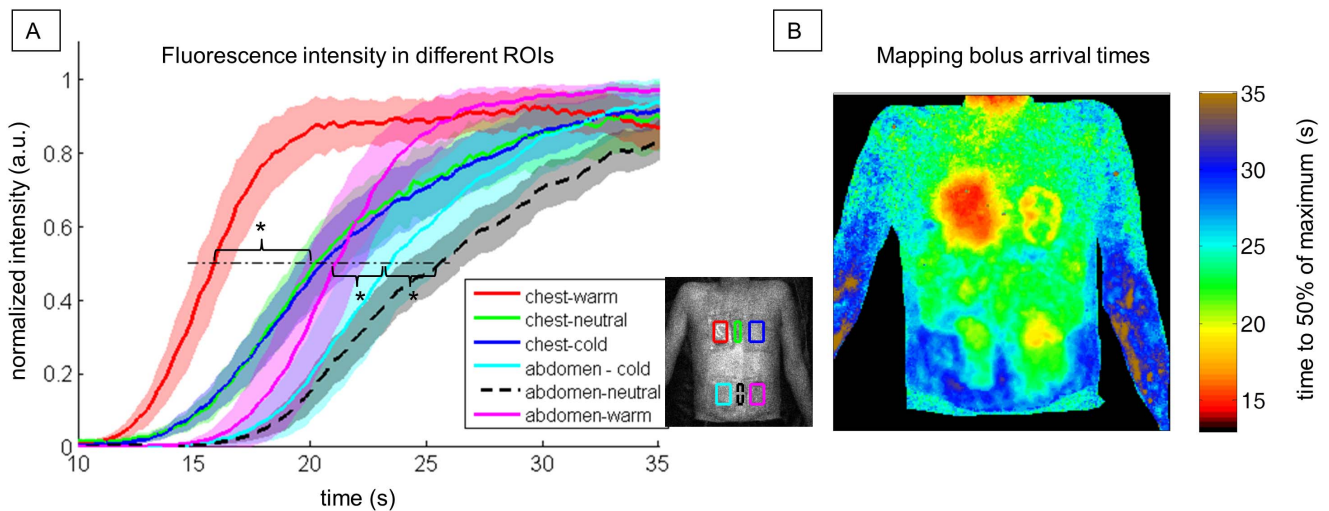 A
Fluorescence intensity in different ROIs
normalized intensity (a.u.)
1
0.8
0.6
0.4
0.2
0
*
*
*
10
15
20
25
30
35
time (s)
chest-warm
chest-neutral
chest-cold
abdomen - cold
abdomen-neutral
abdomen-warm
B
Mapping bolus arrival times
35
30
25
20
15
time to 50% of maximum (s)